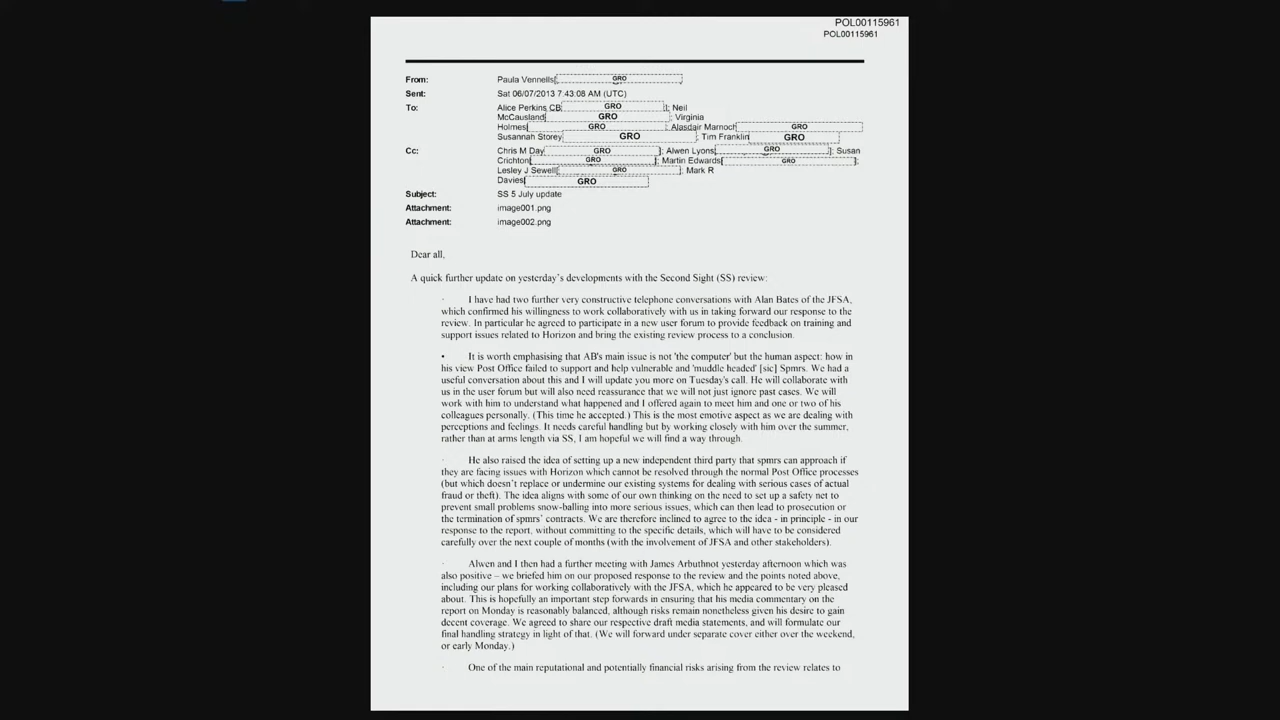 POL00115961
POL00115961
From: Paula Vennells[ GRO ]
Sent: Sat 06/07/2013 7:43:08 AM (UTC)
To: Alice Perkins CB[ GRO ]; Neil
McCausland[ GRO ]; Virginia
Holmes[ GRO ]; Alasdair Marnoch[ GRO ]
Susannah Storey[ GRO ]; Tim Franklin[ GRO ]
Cc: Chris M Day[ GRO ]; Alwen Lyons[ GRO ]; Susan
Crichton[ GRO ]; Martin Edwards[ GRO ];
Lesley J Sewell[ GRO ]; Mark R
Davies[ GRO ]
Subject: SS 5 July update
Attachment: image001.png
Attachment: image002.png
Dear all,
A quick further update on yesterday's developments with the Second Sight (SS) review:
· I have had two further very constructive telephone conversations with Alan Bates of the JFSA,
which confirmed his willingness to work collaboratively with us in taking forward our response to the
review. In particular he agreed to participate in a new user forum to provide feedback on training and
support issues related to Horizon and bring the existing review process to a conclusion.
• It is worth emphasising that AB's main issue is not 'the computer' but the human aspect: how in
his view Post Office failed to support and help vulnerable and 'muddle headed' [sic] Spmrs. We had a
useful conversation about this and I will update you more on Tuesday's call. He will collaborate with
us in the user forum but will also need reassurance that we will not just ignore past cases. We will
work with him to understand what happened and I offered again to meet him and one or two of his
colleagues personally. (This time he accepted.) This is the most emotive aspect as we are dealing with
perceptions and feelings. It needs careful handling but by working closely with him over the summer,
rather than at arms length via SS, I am hopeful we will find a way through.
· He also raised the idea of setting up a new independent third party that spmrs can approach if
they are facing issues with Horizon which cannot be resolved through the normal Post Office processes
(but which doesn't replace or undermine our existing systems for dealing with serious cases of actual
fraud or theft). The idea aligns with some of our own thinking on the need to set up a safety net to
prevent small problems snow-balling into more serious issues, which can then lead to prosecution or
the termination of spmrs' contracts. We are therefore inclined to agree to the idea - in principle - in our
response to the report, without committing to the specific details, which will have to be considered
carefully over the next couple of months (with the involvement of JFSA and other stakeholders).
· Alwen and I then had a further meeting with James Arbuthnot yesterday afternoon which was
also positive – we briefed him on our proposed response to the review and the points noted above,
including our plans for working collaboratively with the JFSA, which he appeared to be very pleased
about. This is hopefully an important step forwards in ensuring that his media commentary on the
report on Monday is reasonably balanced, although risks remain nonetheless given his desire to gain
decent coverage. We agreed to share our respective draft media statements, and will formulate our
final handling strategy in light of that. (We will forward under separate cover either over the weekend,
or early Monday.)
· One of the main reputational and potentially financial risks arising from the review relates to